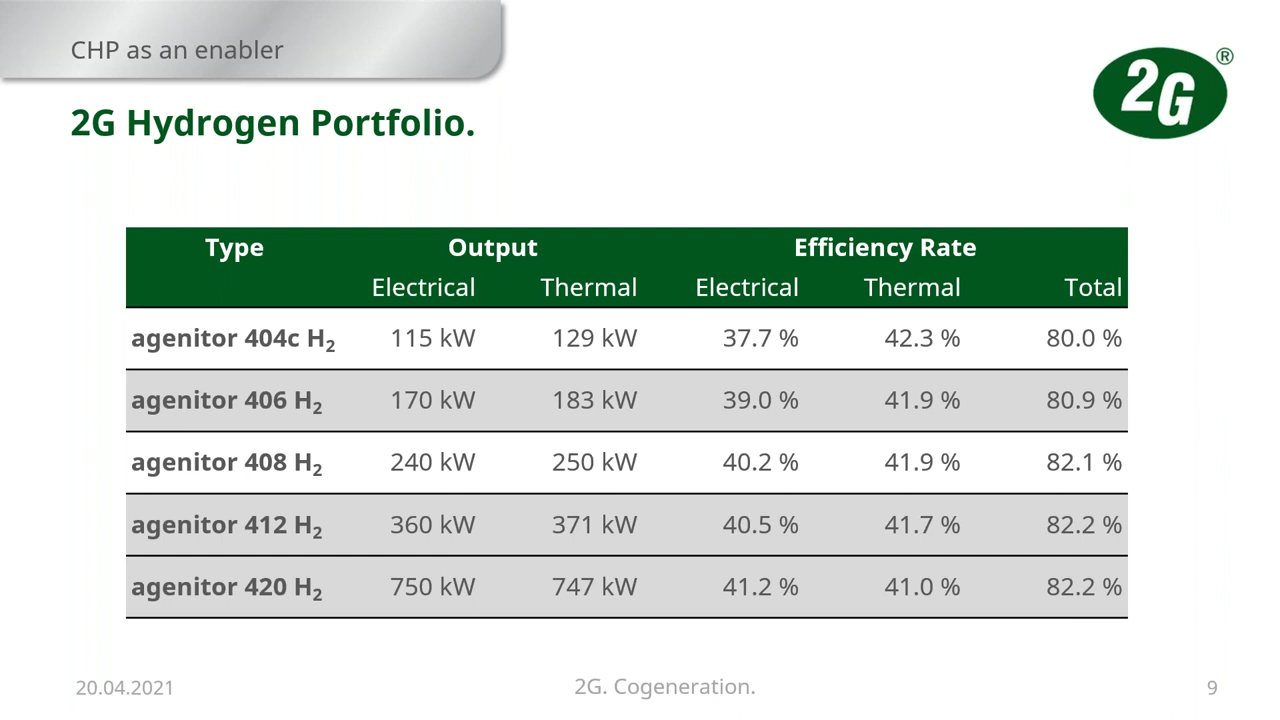 CHP as an enabler
2G®
2G Hydrogen Portfolio.
Type Output Efficiency Rate
Electrical Thermal Electrical Thermal Total
agenitor 404c H₂ 115 kW 129 kW 37.7 % 42.3 % 80.0 %
agenitor 406 H₂ 170 kW 183 kW 39.0 % 41.9 % 80.9 %
agenitor 408 H₂ 240 kW 250 kW 40.2 % 41.9 % 82.1 %
agenitor 412 H₂ 360 kW 371 kW 40.5 % 41.7 % 82.2 %
agenitor 420 H₂ 750 kW 747 kW 41.2 % 41.0 % 82.2 %
20.04.2021 2G. Cogeneration. 9